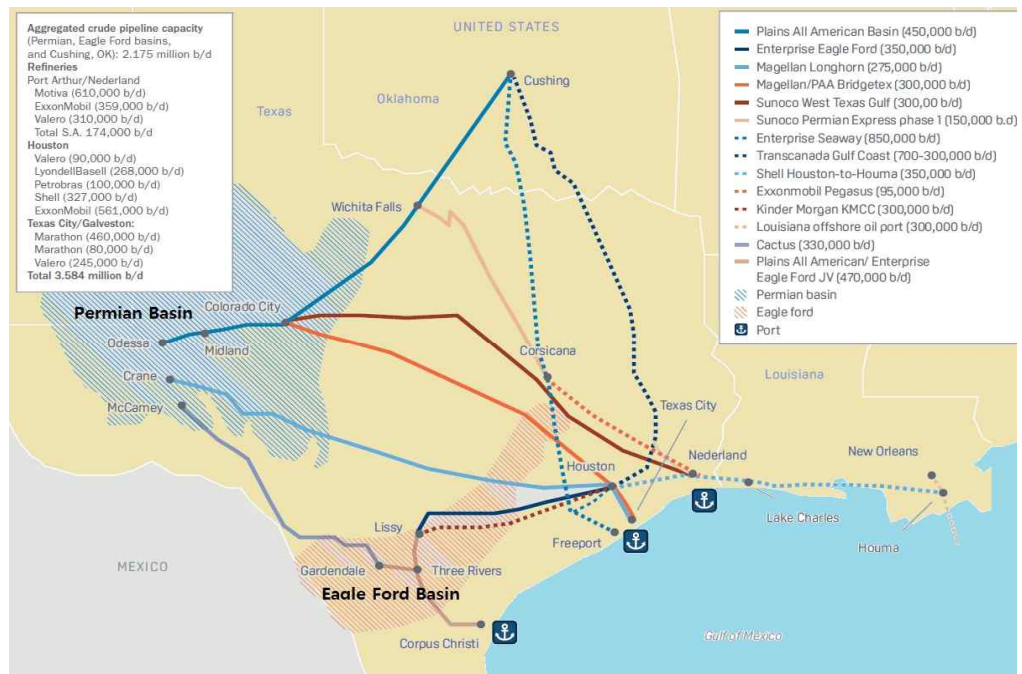 Aggregated crude pipeline capacity
(Permian, Eagle Ford basins,
and Cushing, OK): 2.175 million b/d
Refineries
Port Arthur/Nederland
Motiva (610,000 b/d)
ExxonMobil (359,000 b/d)
Valero (310,000 b/d)
Total S.A. 174,000 b/d
Houston
Valero (90,000 b/d)
LyondellBasell (268,000 b/d)
Petrobras (100,000 b/d)
Shell (327,000 b/d)
ExxonMobil (561,000 b/d)
Texas City/Galveston:
Marathon (460,000 b/d)
Marathon (80,000 b/d)
Valero (245,000 b/d)
Total 3.584 million b/d
UNITED STATES
Plains All American Basin (450,000 b/d)
Enterprise Eagle Ford (350,000 b/d)
Magellan Longhorn (275,000 b/d)
Magellan/PAA Bridgetex (300,000 b/d)
Sunoco West Texas Gulf (300,00 b/d)
Sunoco Permian Express phase 1 (150,000 b.d)
Enterprise Seaway (850,000 b/d)
Transcanada Gulf Coast (700-300,000 b/d)
Shell Houston-to-Houma (350,000 b/d)
Exxonmobil Pegasus (95,000 b/d)
Kinder Morgan KMCC (300,000 b/d)
Louisiana offshore oil port (300,000 b/d)
Cactus (330,000 b/d)
Plains All American/ Enterprise
Eagle Ford JV (470,000 b/d)
Permian basin
Eagle ford
Port
Cushing
Oklahoma
Texas
Wichita Falls
Colorado City
Permian Basin
Odessa
Midland
Crane
McCamey
Corsicana
Louisiana
Texas City
New Orleans
Nederland
Houston
Lake Charles
Houma
Freeport
Lissy
MEXICO
Gardendale
Three Rivers
Eagle Ford Basin
Corpus Christi
Gulf of Mexico